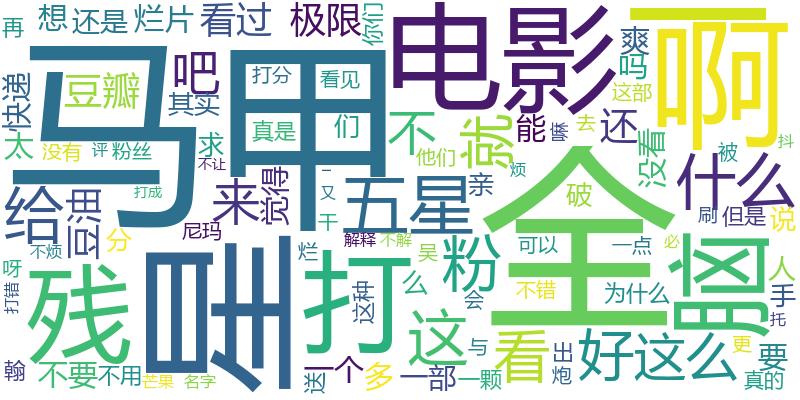 再
想
还是
烂片
看过
极限
你们
电影
啊
爽
马甲
吧
打分
看见
吗
这部
快递
豆瓣
其实
真是
们
不
就
能
还
嘛
去
没看
被
抖
太
没有
评
粉丝
求
他们
什么
不让
打成
来
觉得
一
又
五星
亲
烦
全
破
脑
刷
但是
说
给
豆油
分
尼玛
干
粉
可以
一点
必
人
呀
不烦
残
星
烂
解释
不解
打
吴
这种
么
这
会
不错
为什么
更
手
托
打错
翰
不要
不用
芒果
名字
送
一个
多
一部
与
一颗
看
出
炮
好
这么
要
真的